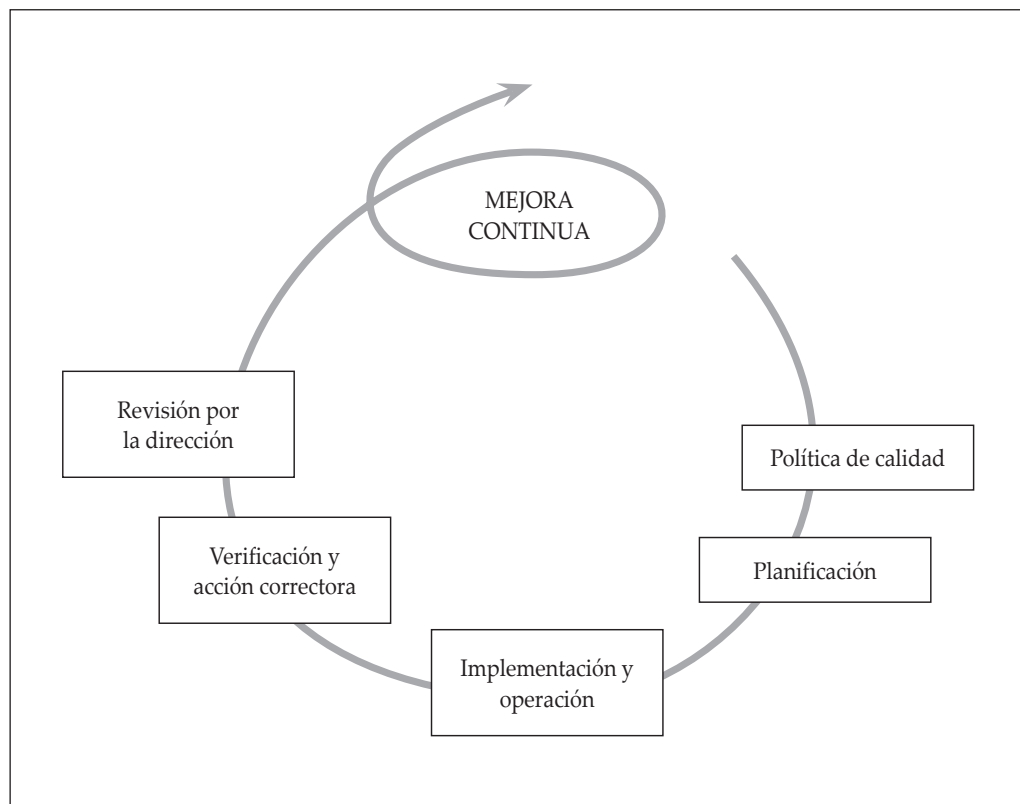 MEJORA
CONTINUA
Política de calidad
Planificación
Implementación y
operación
Verificación y
acción correctora
Revisión por
la dirección